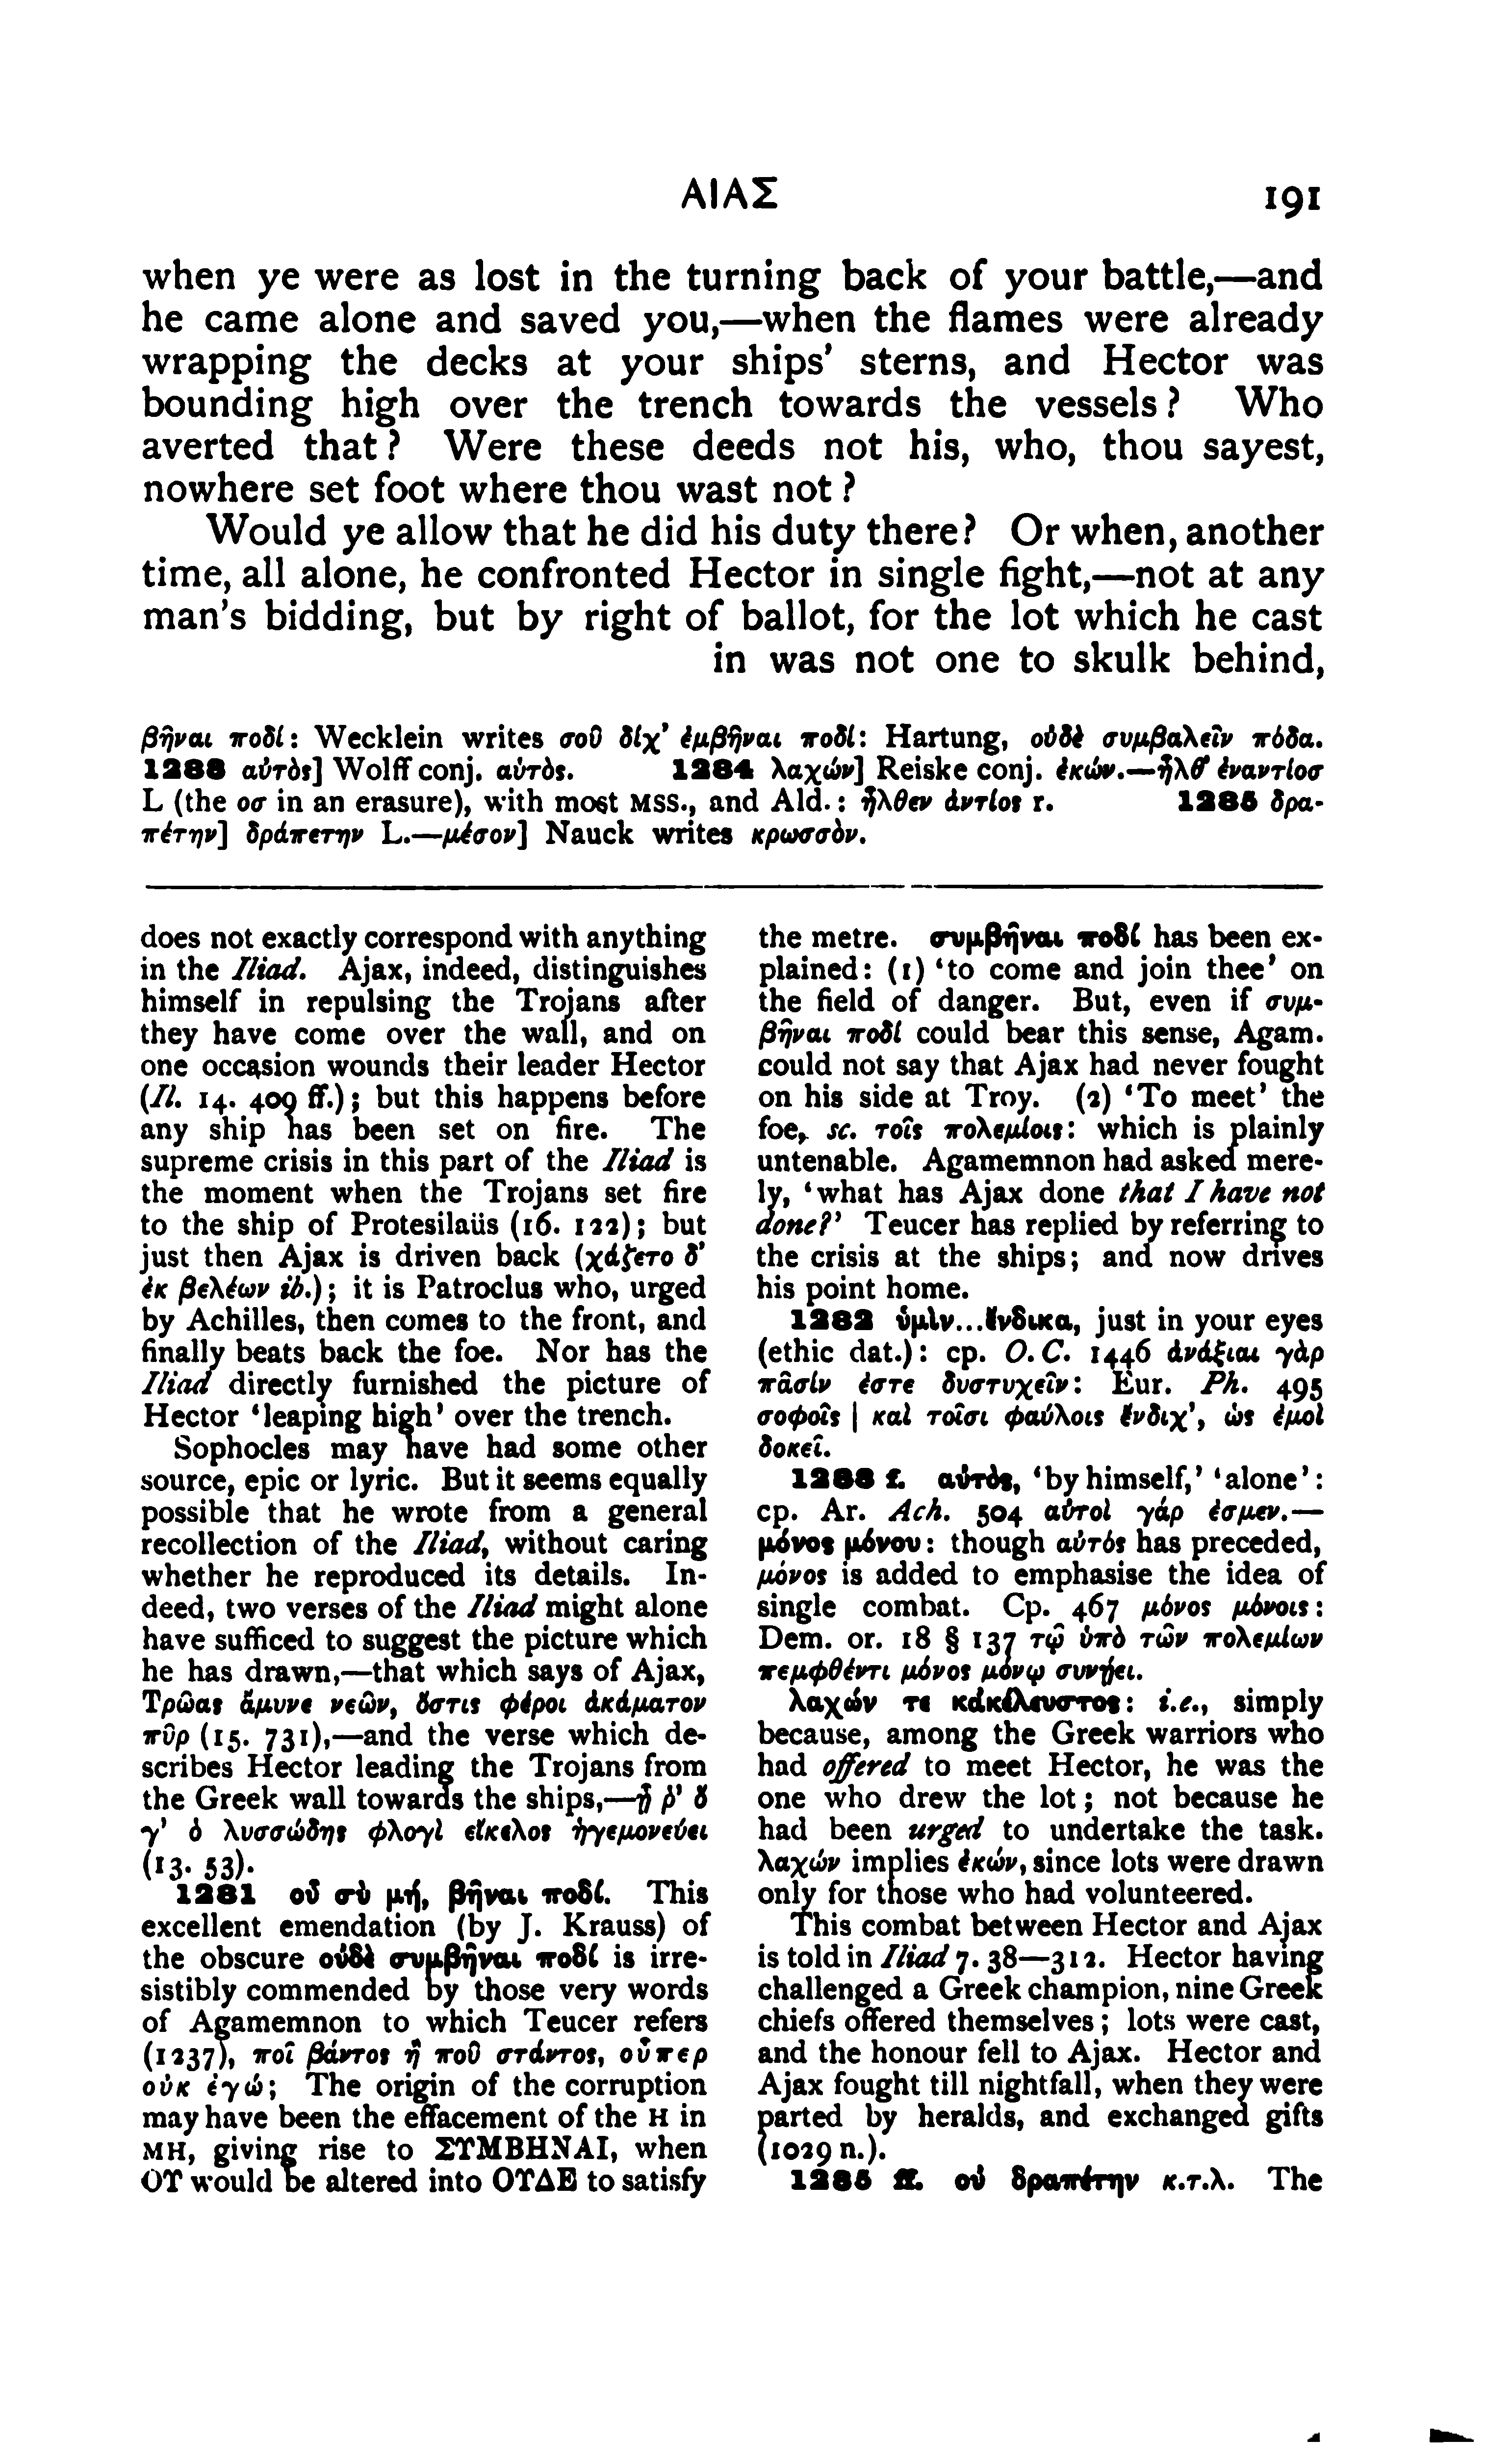 ΑΙΑΣ 191
when ye were as lost in the turning back of your battle,—and
he came alone and saved you,—when the flames were already
wrapping the decks at your ships' sterns, and Hector was
bounding high over the trench towards the vessels? Who
averted that? Were these deeds not his, who, thou sayest,
nowhere set foot where thou wast not?
Would ye allow that he did his duty there? Or when, another
time, all alone, he confronted Hector in single fight,—not at any
man's bidding, but by right of ballot, for the lot which he cast
in was not one to skulk behind,
βῆναι ποδί: Wecklein writes σοῦ δίχ' ἐμβῆναι ποδί: Hartung, οὐδὲ συμβαλεῖν πόδα.
1283 αὐτὸς] Wolff conj. αὑτὸς. 1284 λαχών] Reiske conj. ἑκών.—ἦλθ' ἐναντίοσ
L (the οσ in an erasure), with most MSS., and Ald.: ἦλθεν ἀντίος r. 1285 δρα-
πέτην] δράπετην L.—μέσον] Nauck writes κρωσσὸν.
does not exactly correspond with anything
in the Iliad. Ajax, indeed, distinguishes
himself in repulsing the Trojans after
they have come over the wall, and on
one occasion wounds their leader Hector
(Il. 14. 409 ff.); but this happens before
any ship has been set on fire. The
supreme crisis in this part of the Iliad is
the moment when the Trojans set fire
to the ship of Protesilaüs (16. 122); but
just then Ajax is driven back (χάζετο δ'
ἐκ βελέων ib.); it is Patroclus who, urged
by Achilles, then comes to the front, and
finally beats back the foe. Nor has the
Iliad directly furnished the picture of
Hector 'leaping high' over the trench.
Sophocles may have had some other
source, epic or lyric. But it seems equally
possible that he wrote from a general
recollection of the Iliad, without caring
whether he reproduced its details. In-
deed, two verses of the Iliad might alone
have sufficed to suggest the picture which
he has drawn,—that which says of Ajax,
Τρῶας ἄμυνε νεῶν, ὅστις φέροι ἀκάματον
πῦρ (15. 731),—and the verse which de-
scribes Hector leading the Trojans from
the Greek wall towards the ships,—ᾗ ῥ' ὅ
γ' ὁ λυσσώδης φλογὶ εἴκελος ἡγεμονεύει
(13. 53).
1281 οὗ σὺ μή, βῆναι ποδί. This
excellent emendation (by J. Krauss) of
the obscure οὐδὲ συμβῆναι ποδί is irre-
sistibly commended by those very words
of Agamemnon to which Teucer refers
(1237), ποῖ βάντος ἢ ποῦ στάντος, οὗπερ
οὐκ ἐγώ; The origin of the corruption
may have been the effacement of the Η in
ΜΗ, giving rise to ΣΥΜΒΗΝΑΙ, when
ΟΥ would be altered into ΟΥΔΕ to satisfy
the metre. συμβῆναι ποδί has been ex-
plained: (1) 'to come and join thee' on
the field of danger. But, even if συμ-
βῆναι ποδί could bear this sense, Agam.
could not say that Ajax had never fought
on his side at Troy. (2) 'To meet' the
foe, sc. τοῖς πολεμίοις: which is plainly
untenable. Agamemnon had asked mere-
ly, 'what has Ajax done that I have not
done?' Teucer has replied by referring to
the crisis at the ships; and now drives
his point home.
1282 ὑμὶν...ἔνδικα, just in your eyes
(ethic dat.): cp. O. C. 1446 ἀνάξιαι γὰρ
πᾶσίν ἐστε δυστυχεῖν: Eur. Ph. 495
σοφοῖς | καὶ τοῖσι φαύλοις ἔνδιχ', ὡς ἐμοὶ
δοκεῖ.
1283 f. αὐτὸς, 'by himself,' 'alone':
cp. Ar. Ach. 504 αὐτοὶ γάρ ἐσμεν.—
μόνος μόνου: though αὐτός has preceded,
μόνος is added to emphasise the idea of
single combat. Cp. 467 μόνος μόνοις:
Dem. or. 18 § 137 τῷ ὑπὸ τῶν πολεμίων
πεμφθέντι μόνος μόνῳ συνῄει.
λαχών τε κἀκέλευστος: i.e., simply
because, among the Greek warriors who
had offered to meet Hector, he was the
one who drew the lot; not because he
had been urged to undertake the task.
λαχών implies ἑκών, since lots were drawn
only for those who had volunteered.
This combat between Hector and Ajax
is told in Iliad 7. 38—312. Hector having
challenged a Greek champion, nine Greek
chiefs offered themselves; lots were cast,
and the honour fell to Ajax. Hector and
Ajax fought till nightfall, when they were
parted by heralds, and exchanged gifts
(1029 n.).
1285 ff. οὐ δραπέτην κ.τ.λ. The